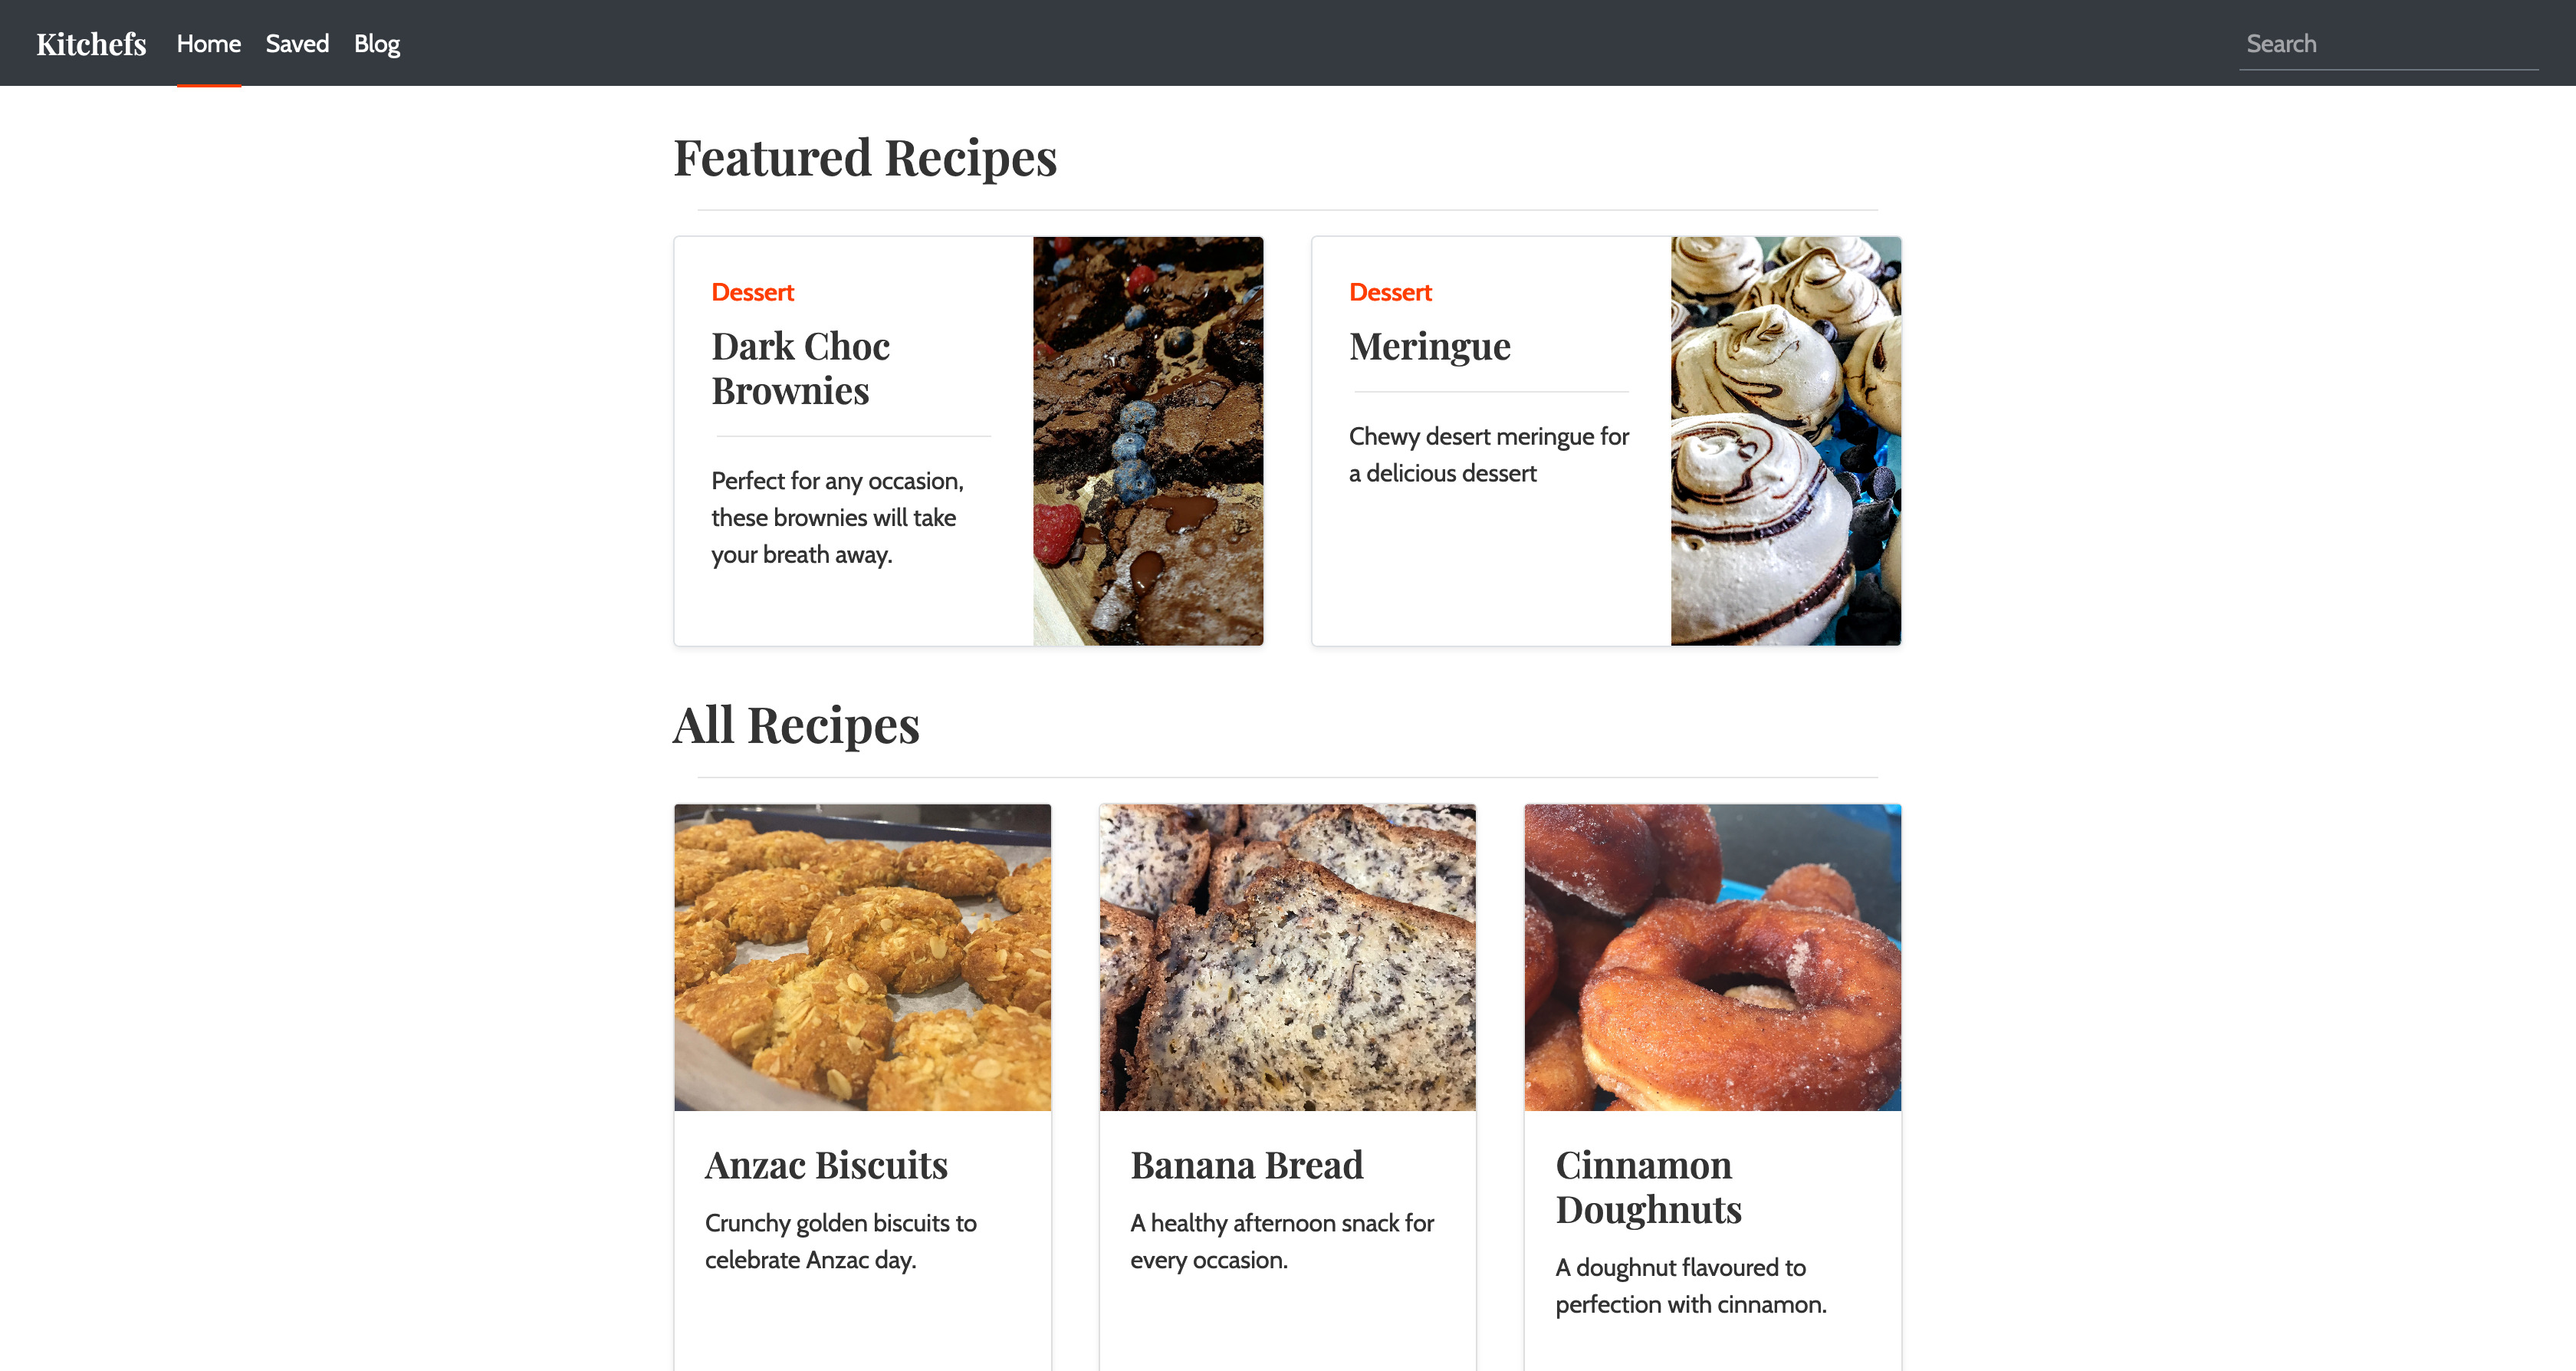 Kitchefs Home Saved Blog Search
Featured Recipes
Dessert
Dark Choc
Brownies
Perfect for any occasion,
these brownies will take
your breath away.
Dessert
Meringue
Chewy desert meringue for
a delicious dessert
All Recipes
Anzac Biscuits
Crunchy golden biscuits to
celebrate Anzac day.
Banana Bread
A healthy afternoon snack for
every occasion.
Cinnamon
Doughnuts
A doughnut flavoured to
perfection with cinnamon.